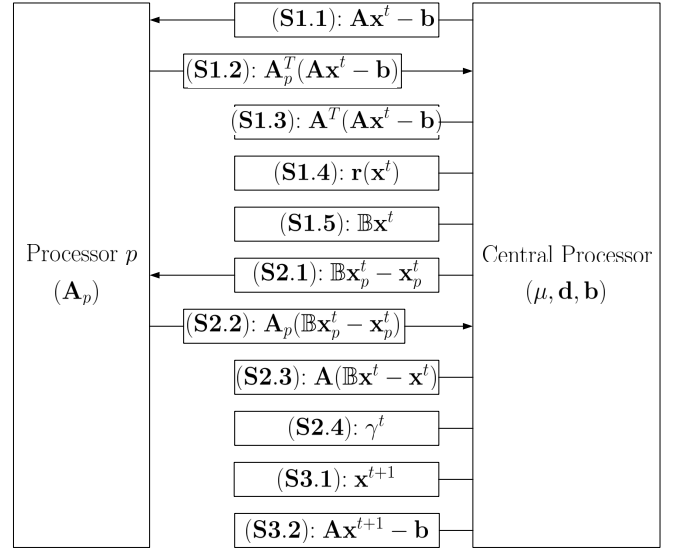 (S1.1): Ax^t − b
(S1.2): A_p^T(Ax^t − b)
(S1.3): A^T(Ax^t − b)
(S1.4): r(x^t)
(S1.5): 𝔹x^t
Processor p
(A_p)
Central Processor
(μ, d, b)
(S2.1): 𝔹x_p^t − x_p^t
(S2.2): A_p(𝔹x_p^t − x_p^t)
(S2.3): A(𝔹x^t − x^t)
(S2.4): γ^t
(S3.1): x^{t+1}
(S3.2): Ax^{t+1} − b